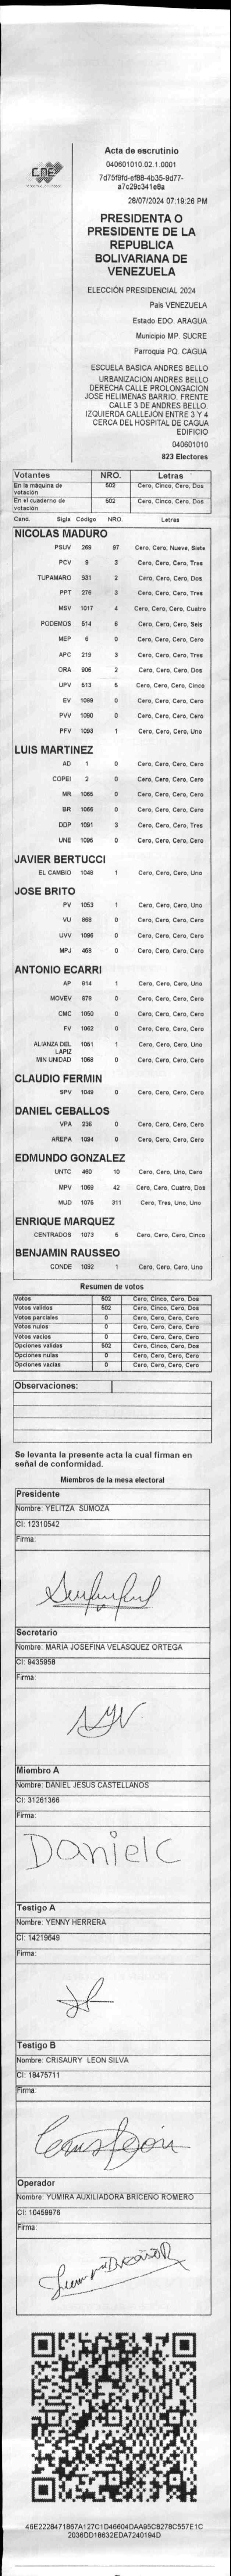 CNE
Acta de escrutinio
040601010.02.1.0001
7d75f9fd-ef88-4b35-9d77-
a7c29c341e8a
28/07/2024 07:19:26 PM
PRESIDENTA O
PRESIDENTE DE LA
REPUBLICA
BOLIVARIANA DE
VENEZUELA
ELECCIÓN PRESIDENCIAL 2024
País VENEZUELA
Estado EDO. ARAGUA
Municipio MP. SUCRE
Parroquia PQ. CAGUA
ESCUELA BASICA ANDRES BELLO
URBANIZACION ANDRES BELLO
DERECHA CALLE PROLONGACION
JOSE HELIMENAS BARRIO. FRENTE
CALLE 3 DE ANDRES BELLO.
IZQUIERDA CALLEJON ENTRE 3 Y 4
CERCA DEL HOSPITAL DE CAGUA
EDIFICIO
040601010
823 Electores
Votantes NRO. Letras
En la máquina de votación 502 Cero, Cinco, Cero, Dos
En el cuaderno de votación 502 Cero, Cinco, Cero, Dos
Cand. Sigla Código NRO. Letras
NICOLAS MADURO
PSUV 269 97 Cero, Cero, Nueve, Siete
PCV 9 3 Cero, Cero, Cero, Tres
TUPAMARO 931 2 Cero, Cero, Cero, Dos
PPT 276 3 Cero, Cero, Cero, Tres
MSV 1017 4 Cero, Cero, Cero, Cuatro
PODEMOS 514 6 Cero, Cero, Cero, Seis
MEP 6 0 Cero, Cero, Cero, Cero
APC 219 3 Cero, Cero, Cero, Tres
ORA 906 2 Cero, Cero, Cero, Dos
UPV 613 5 Cero, Cero, Cero, Cinco
EV 1089 0 Cero, Cero, Cero, Cero
PVV 1090 0 Cero, Cero, Cero, Cero
PFV 1093 1 Cero, Cero, Cero, Uno
LUIS MARTINEZ
AD 1 0 Cero, Cero, Cero, Cero
COPEI 2 0 Cero, Cero, Cero, Cero
MR 1065 0 Cero, Cero, Cero, Cero
BR 1066 0 Cero, Cero, Cero, Cero
DDP 1091 3 Cero, Cero, Cero, Tres
UNE 1095 0 Cero, Cero, Cero, Cero
JAVIER BERTUCCI
EL CAMBIO 1048 1 Cero, Cero, Cero, Uno
JOSE BRITO
PV 1053 1 Cero, Cero, Cero, Uno
VU 868 0 Cero, Cero, Cero, Cero
UVV 1096 0 Cero, Cero, Cero, Cero
MPJ 458 0 Cero, Cero, Cero, Cero
ANTONIO ECARRI
AP 814 1 Cero, Cero, Cero, Uno
MOVEV 878 0 Cero, Cero, Cero, Cero
CMC 1050 0 Cero, Cero, Cero, Cero
FV 1062 0 Cero, Cero, Cero, Cero
ALIANZA DEL LAPIZ 1051 1 Cero, Cero, Cero, Uno
MIN UNIDAD 1068 0 Cero, Cero, Cero, Cero
CLAUDIO FERMIN
SPV 1049 0 Cero, Cero, Cero, Cero
DANIEL CEBALLOS
VPA 236 0 Cero, Cero, Cero, Cero
AREPA 1094 0 Cero, Cero, Cero, Cero
EDMUNDO GONZALEZ
UNTC 460 10 Cero, Cero, Uno, Cero
MPV 1069 42 Cero, Cero, Cuatro, Dos
MUD 1075 311 Cero, Tres, Uno, Uno
ENRIQUE MARQUEZ
CENTRADOS 1073 5 Cero, Cero, Cero, Cinco
BENJAMIN RAUSSEO
CONDE 1092 1 Cero, Cero, Cero, Uno
Resumen de votos
Votos 502 Cero, Cinco, Cero, Dos
Votos validos 502 Cero, Cinco, Cero, Dos
Votos parciales 0 Cero, Cero, Cero, Cero
Votos nulos 0 Cero, Cero, Cero, Cero
Votos vacios 0 Cero, Cero, Cero, Cero
Opciones validas 502 Cero, Cinco, Cero, Dos
Opciones nulas 0 Cero, Cero, Cero, Cero
Opciones vacias 0 Cero, Cero, Cero, Cero
Observaciones:
Se levanta la presente acta la cual firman en
señal de conformidad.
Miembros de la mesa electoral
Presidente
Nombre: YELITZA SUMOZA
CI: 12310542
Firma:
Secretario
Nombre: MARIA JOSEFINA VELASQUEZ ORTEGA
CI: 9435958
Firma:
Miembro A
Nombre: DANIEL JESUS CASTELLANOS
CI: 31261366
Firma:
Daniel C
Testigo A
Nombre: YENNY HERRERA
CI: 14219649
Firma:
Testigo B
Nombre: CRISAURY LEON SILVA
CI: 18475711
Firma:
Operador
Nombre: YUMIRA AUXILIADORA BRICEÑO ROMERO
CI: 10459976
Firma:
46E2228471867A127C1D46604DAA95C8278C557E1C
2036DD18632EDA7240194D